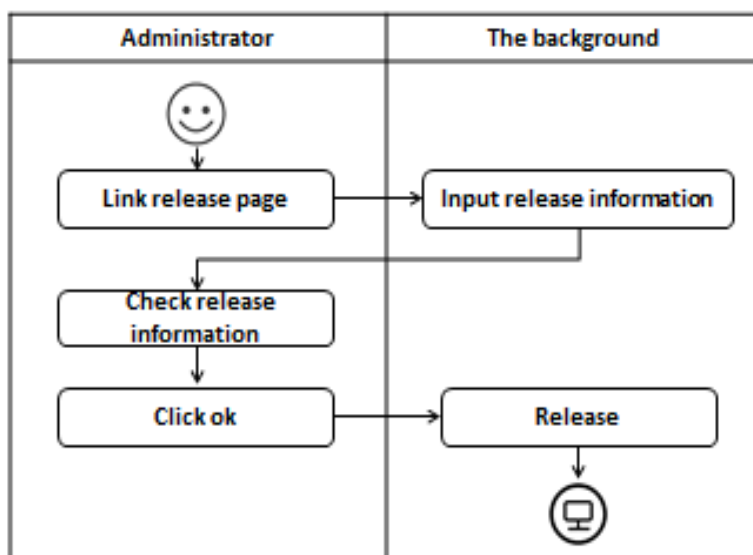 Administrator
The background
Link release page
Input release information
Check release
information
Click ok
Release